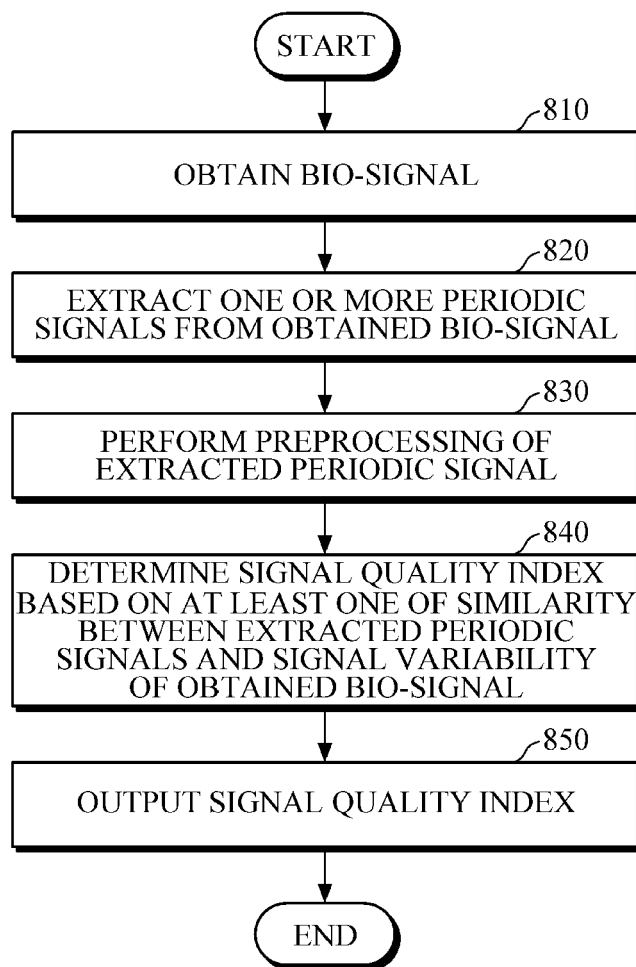 START
810
OBTAIN BIO-SIGNAL
820
EXTRACT ONE OR MORE PERIODIC
SIGNALS FROM OBTAINED BIO-SIGNAL
830
PERFORM PREPROCESSING OF
EXTRACTED PERIODIC SIGNAL
840
DETERMINE SIGNAL QUALITY INDEX
BASED ON AT LEAST ONE OF SIMILARITY
BETWEEN EXTRACTED PERIODIC
SIGNALS AND SIGNAL VARIABILITY
OF OBTAINED BIO-SIGNAL
850
OUTPUT SIGNAL QUALITY INDEX
END